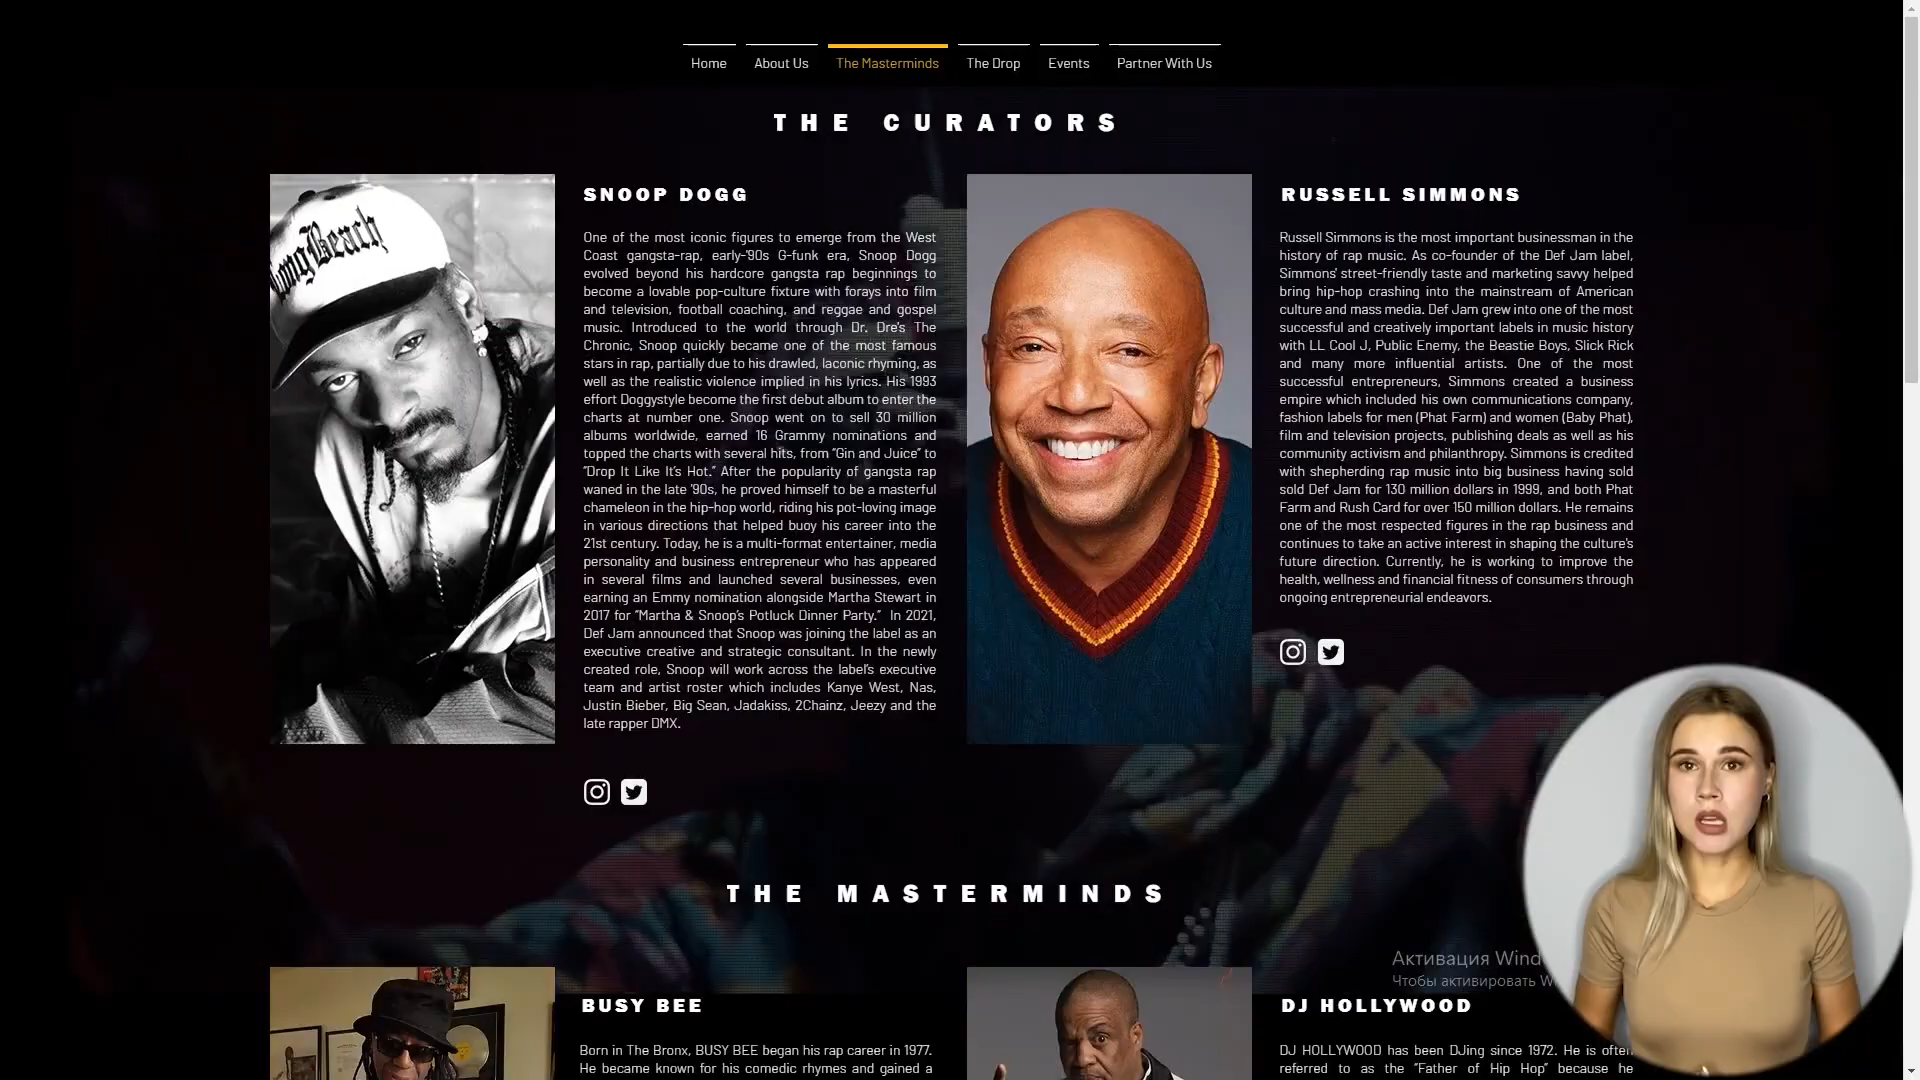 Home
About Us
The Masterminds
The Drop
Events
Partner With Us
THE CURATORS
Long Beach
SNOOP DOGG
One of the most iconic figures to emerge from the West
Coast gangsta-rap, early-'90s G-funk era, Snoop Dogg
evolved beyond his hardcore gangsta rap beginnings to
become a lovable pop-culture fixture with forays into film
and television, football coaching, and reggae and gospel
music. Introduced to the world through Dr. Dre's The
Chronic, Snoop quickly became one of the most famous
stars in rap, partially due to his drawled, laconic rhyming, as
well as the realistic violence implied in his lyrics. His 1993
effort Doggystyle become the first debut album to enter the
charts at number one. Snoop went on to sell 30 million
albums worldwide, earned 16 Grammy nominations and
topped the charts with several hits, from “Gin and Juice” to
“Drop It Like It’s Hot.” After the popularity of gangsta rap
waned in the late '90s, he proved himself to be a masterful
chameleon in the hip-hop world, riding his pot-loving image
in various directions that helped buoy his career into the
21st century. Today, he is a multi-format entertainer, media
personality and business entrepreneur who has appeared
in several films and launched several businesses, even
earning an Emmy nomination alongside Martha Stewart in
2017 for “Martha & Snoop’s Potluck Dinner Party.” In 2021,
Def Jam announced that Snoop was joining the label as an
executive creative and strategic consultant. In the newly
created role, Snoop will work across the label’s executive
team and artist roster which includes Kanye West, Nas,
Justin Bieber, Big Sean, Jadakiss, 2Chainz, Jeezy and the
late rapper DMX.
RUSSELL SIMMONS
Russell Simmons is the most important businessman in the
history of rap music. As co-founder of the Def Jam label,
Simmons' street-friendly taste and marketing savvy helped
bring hip-hop crashing into the mainstream of American
culture and mass media. Def Jam grew into one of the most
successful and creatively important labels in music history
with LL Cool J, Public Enemy, the Beastie Boys, Slick Rick
and many more influential artists. One of the most
successful entrepreneurs, Simmons created a business
empire which included his own communications company,
fashion labels for men (Phat Farm) and women (Baby Phat),
film and television projects, publishing deals as well as his
community activism and philanthropy. Simmons is credited
with shepherding rap music into big business having sold
sold Def Jam for 130 million dollars in 1999, and both Phat
Farm and Rush Card for over 150 million dollars. He remains
one of the most respected figures in the rap business and
continues to take an active interest in shaping the culture's
future direction. Currently, he is working to improve the
health, wellness and financial fitness of consumers through
ongoing entrepreneurial endeavors.
THE MASTERMINDS
BUSY BEE
Born in The Bronx, BUSY BEE began his rap career in 1977.
He became known for his comedic rhymes and gained a
DJ HOLLYWOOD
DJ HOLLYWOOD has been DJing since 1972. He is often
referred to as the “Father of Hip Hop” because he
Активация Wind
Чтобы активировать W